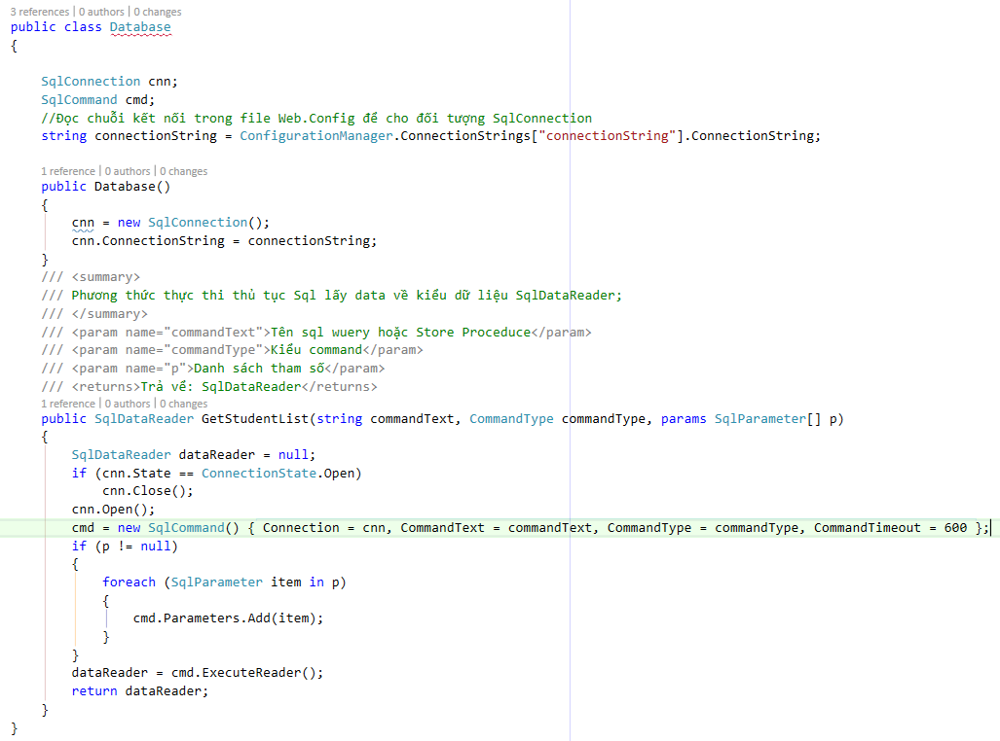 3 references | 0 authors | 0 changes
public class Database
{
SqlConnection cnn;
SqlCommand cmd;
//Đọc chuỗi kết nối trong file Web.Config để cho đối tượng SqlConnection
string connectionString = ConfigurationManager.ConnectionStrings["connectionString"].ConnectionString;
1 reference | 0 authors | 0 changes
public Database()
{
cnn = new SqlConnection();
cnn.ConnectionString = connectionString;
}
/// <summary>
/// Phương thức thực thi thủ tục Sql lấy data về kiểu dữ liệu SqlDataReader;
/// </summary>
/// <param name="commandText">Tên sql wuery hoặc Store Proceduce</param>
/// <param name="commandType">Kiểu command</param>
/// <param name="p">Danh sách tham số</param>
/// <returns>Trả về: SqlDataReader</returns>
1 reference | 0 authors | 0 changes
public SqlDataReader GetStudentList(string commandText, CommandType commandType, params SqlParameter[] p)
{
SqlDataReader dataReader = null;
if (cnn.State == ConnectionState.Open)
cnn.Close();
cnn.Open();
cmd = new SqlCommand() { Connection = cnn, CommandText = commandText, CommandType = commandType, CommandTimeout = 600 };
if (p != null)
{
foreach (SqlParameter item in p)
{
cmd.Parameters.Add(item);
}
}
dataReader = cmd.ExecuteReader();
return dataReader;
}
}